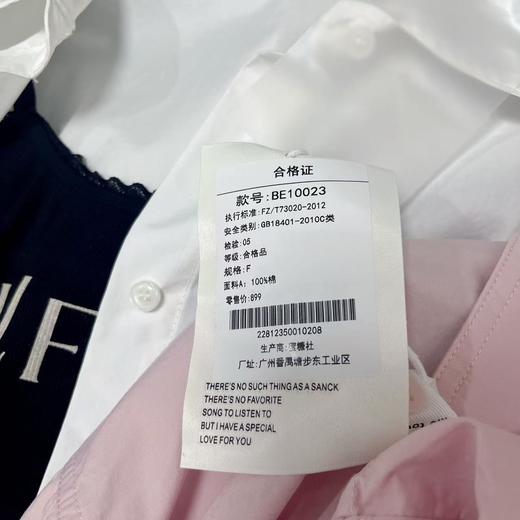 合格证
款号:BE10023
执行标准:FZ/T73020-2012
安全类别:GB18401-2010C类
检验:05
等级:合格品
规格:F
面料A:100%棉
零售价:899
22812350010208
生产商:蜜糖社
厂址:广州番禺塘步东工业区
THERE'S NO SUCH THING AS A SANCK
THERE'S NO FAVORITE
SONG TO LISTEN TO
BUT I HAVE A SPECIAL
LOVE FOR YOU
F